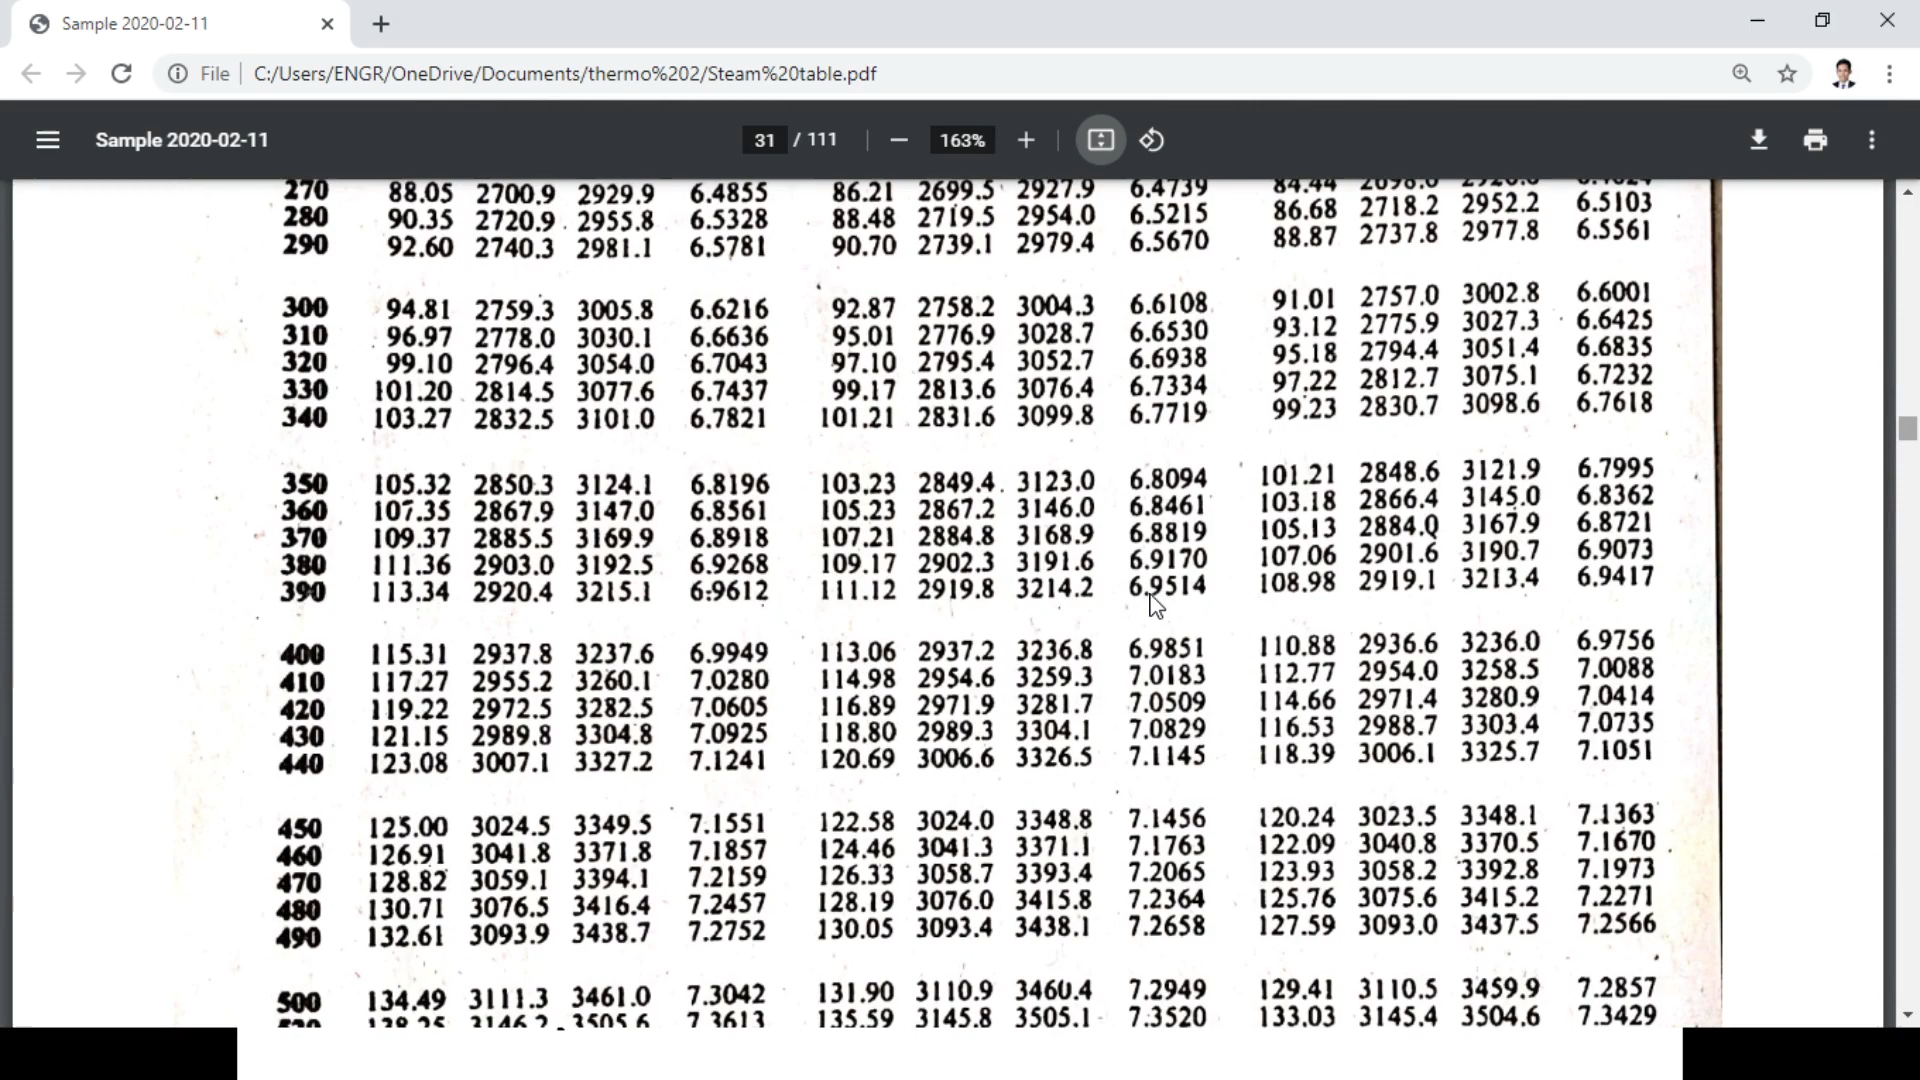 Sample 2020-02-11
File C:/Users/ENGR/OneDrive/Documents/thermo%202/Steam%20table.pdf
Sample 2020-02-11 31 / 111 163%
270 88.05 2700.9 2929.9 6.4855 86.21 2699.5 2927.9 6.4739 84.44
280 90.35 2720.9 2955.8 6.5328 88.48 2719.5 2954.0 6.5215 86.68 2718.2 2952.2 6.5103
290 92.60 2740.3 2981.1 6.5781 90.70 2739.1 2979.4 6.5670 88.87 2737.8 2977.8 6.5561
300 94.81 2759.3 3005.8 6.6216 92.87 2758.2 3004.3 6.6108 91.01 2757.0 3002.8 6.6001
310 96.97 2778.0 3030.1 6.6636 95.01 2776.9 3028.7 6.6530 93.12 2775.9 3027.3 6.6425
320 99.10 2796.4 3054.0 6.7043 97.10 2795.4 3052.7 6.6938 95.18 2794.4 3051.4 6.6835
330 101.20 2814.5 3077.6 6.7437 99.17 2813.6 3076.4 6.7334 97.22 2812.7 3075.1 6.7232
340 103.27 2832.5 3101.0 6.7821 101.21 2831.6 3099.8 6.7719 99.23 2830.7 3098.6 6.7618
350 105.32 2850.3 3124.1 6.8196 103.23 2849.4 3123.0 6.8094 101.21 2848.6 3121.9 6.7995
360 107.35 2867.9 3147.0 6.8561 105.23 2867.2 3146.0 6.8461 103.18 2866.4 3145.0 6.8362
370 109.37 2885.5 3169.9 6.8918 107.21 2884.8 3168.9 6.8819 105.13 2884.0 3167.9 6.8721
380 111.36 2903.0 3192.5 6.9268 109.17 2902.3 3191.6 6.9170 107.06 2901.6 3190.7 6.9073
390 113.34 2920.4 3215.1 6.9612 111.12 2919.8 3214.2 6.9514 108.98 2919.1 3213.4 6.9417
400 115.31 2937.8 3237.6 6.9949 113.06 2937.2 3236.8 6.9851 110.88 2936.6 3236.0 6.9756
410 117.27 2955.2 3260.1 7.0280 114.98 2954.6 3259.3 7.0183 112.77 2954.0 3258.5 7.0088
420 119.22 2972.5 3282.5 7.0605 116.89 2971.9 3281.7 7.0509 114.66 2971.4 3280.9 7.0414
430 121.15 2989.8 3304.8 7.0925 118.80 2989.3 3304.1 7.0829 116.53 2988.7 3303.4 7.0735
440 123.08 3007.1 3327.2 7.1241 120.69 3006.6 3326.5 7.1145 118.39 3006.1 3325.7 7.1051
450 125.00 3024.5 3349.5 7.1551 122.58 3024.0 3348.8 7.1456 120.24 3023.5 3348.1 7.1363
460 126.91 3041.8 3371.8 7.1857 124.46 3041.3 3371.1 7.1763 122.09 3040.8 3370.5 7.1670
470 128.82 3059.1 3394.1 7.2159 126.33 3058.7 3393.4 7.2065 123.93 3058.2 3392.8 7.1973
480 130.71 3076.5 3416.4 7.2457 128.19 3076.0 3415.8 7.2364 125.76 3075.6 3415.2 7.2271
490 132.61 3093.9 3438.7 7.2752 130.05 3093.4 3438.1 7.2658 127.59 3093.0 3437.5 7.2566
500 134.49 3111.3 3461.0 7.3042 131.90 3110.9 3460.4 7.2949 129.41 3110.5 3459.9 7.2857
138.25 3146.2 3505.6 7.3613 135.59 3145.8 3505.1 7.3520 133.03 3145.4 3504.6 7.3429